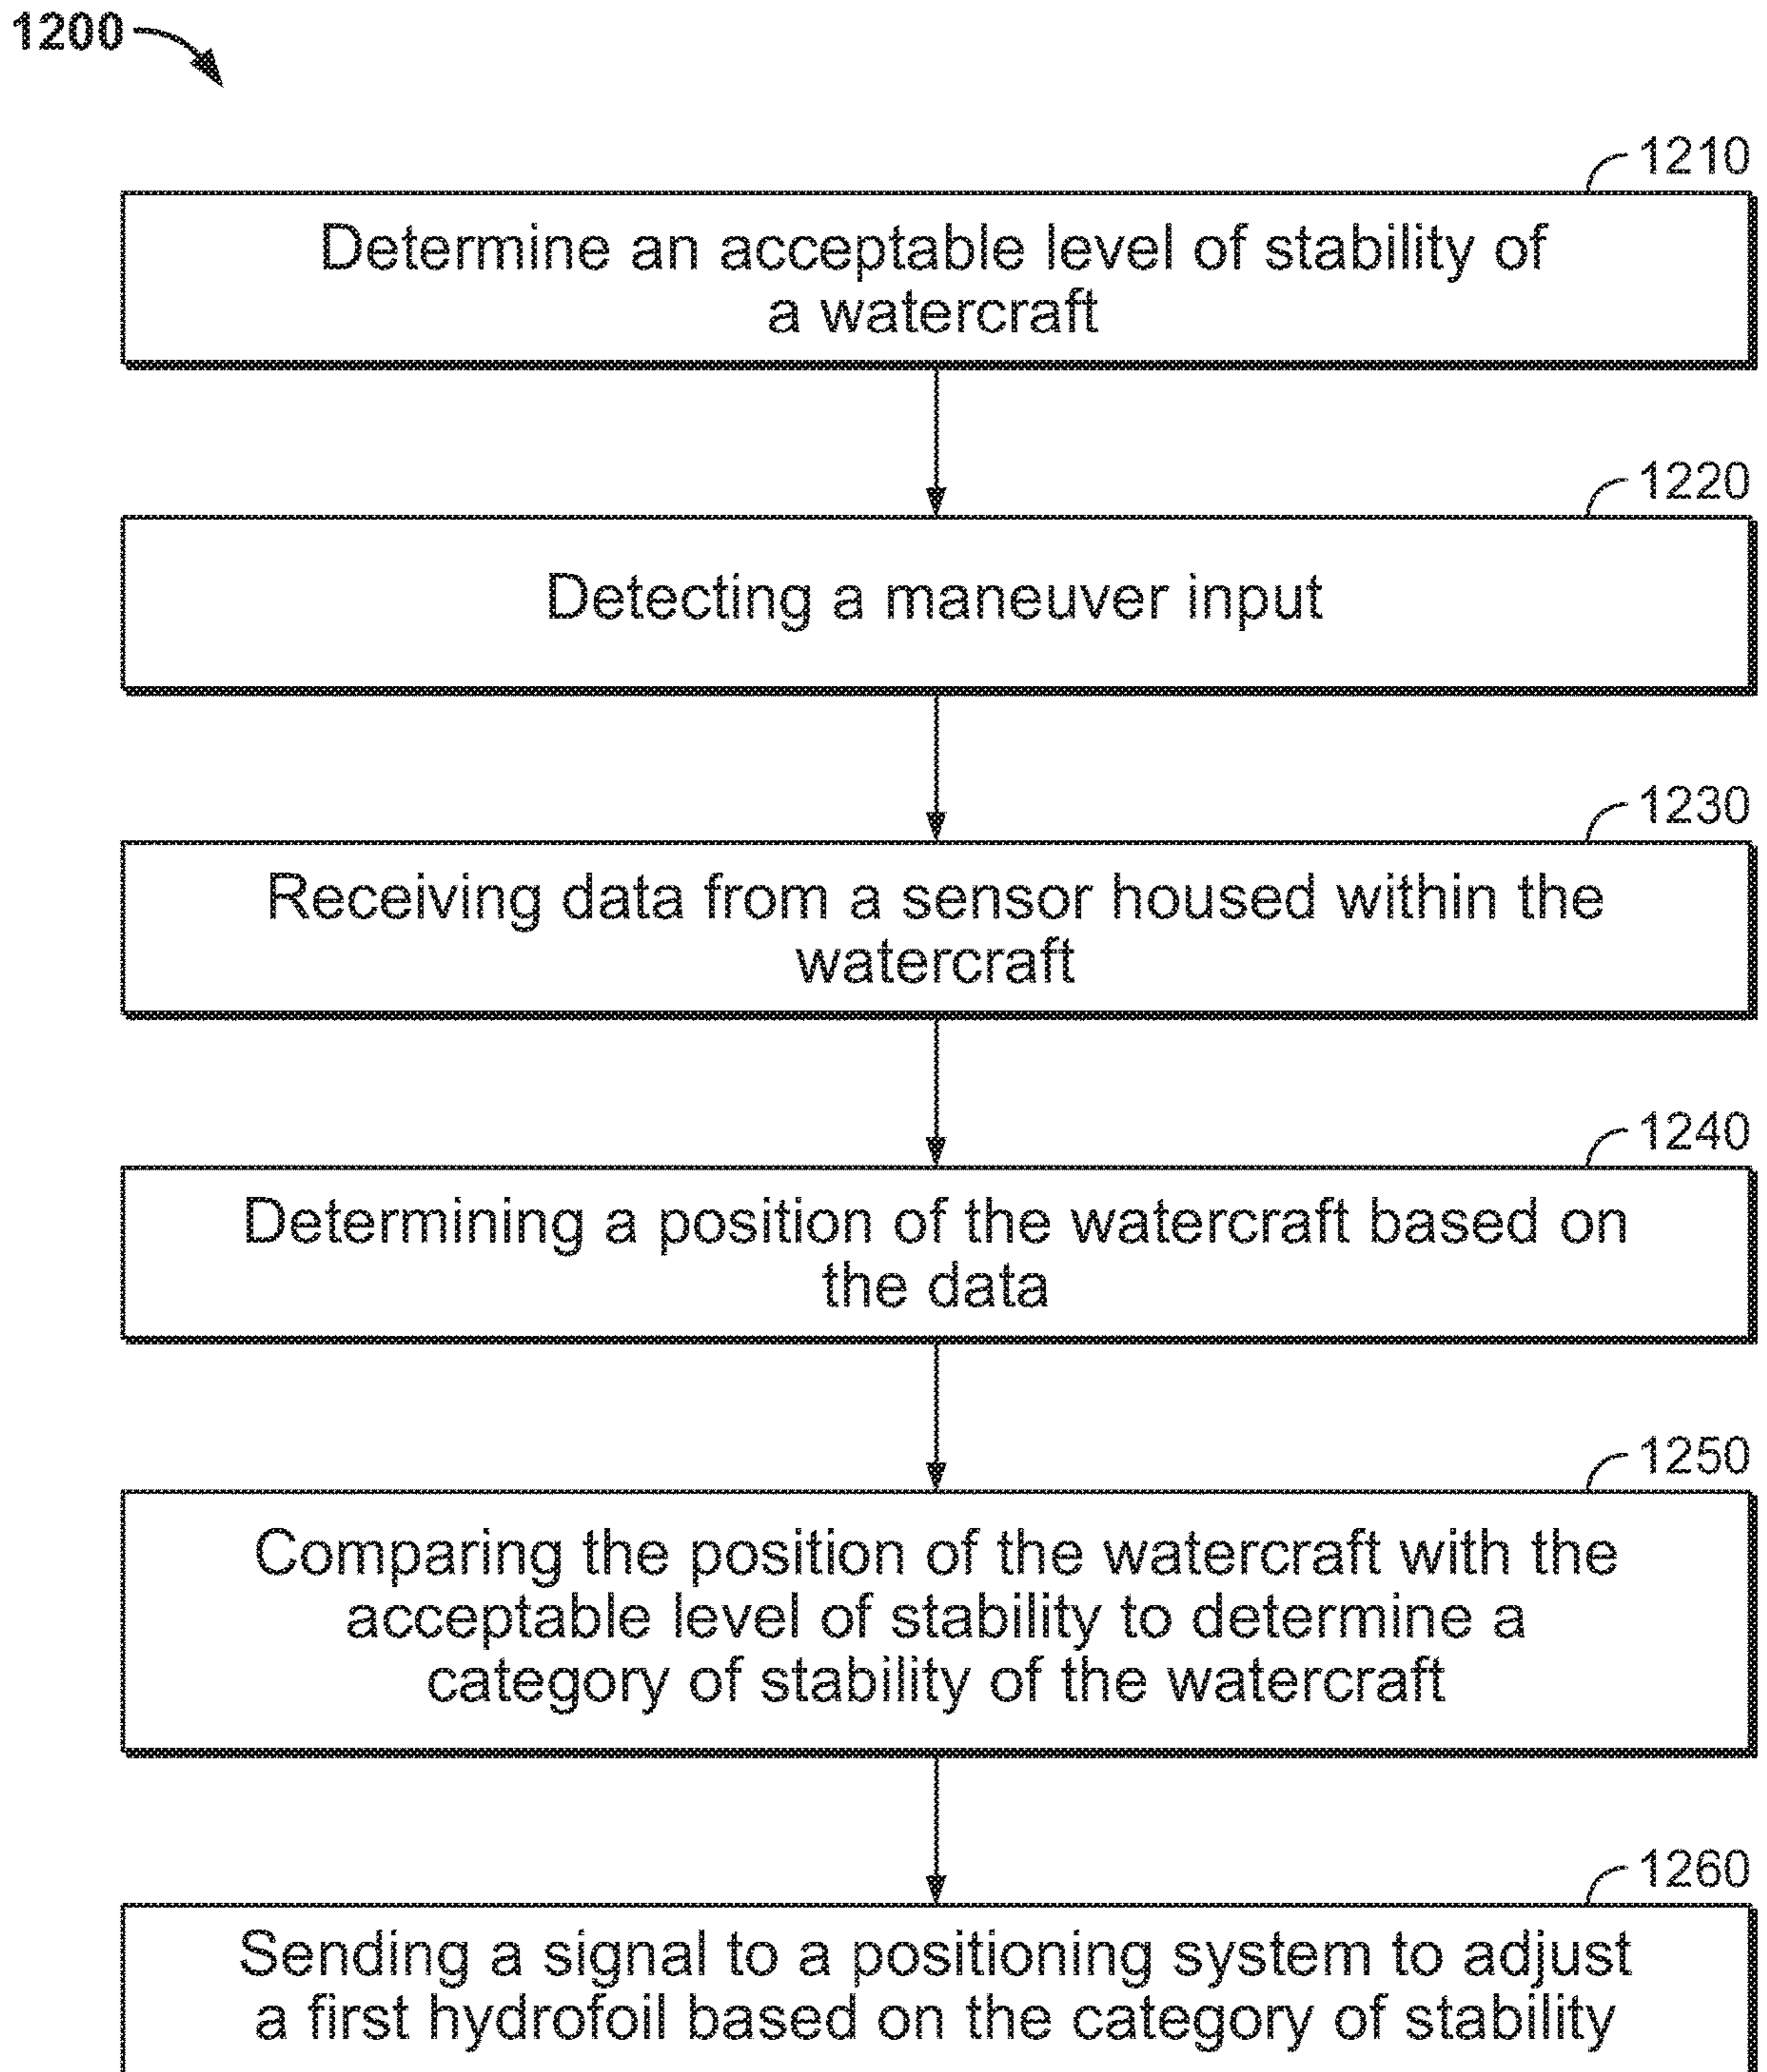 1200
1210
Determine an acceptable level of stability of
a watercraft
1220
Detecting a maneuver input
1230
Receiving data from a sensor housed within the
watercraft
1240
Determining a position of the watercraft based on
the data
1250
Comparing the position of the watercraft with the
acceptable level of stability to determine a
category of stability of the watercraft
1260
Sending a signal to a positioning system to adjust
a first hydrofoil based on the category of stability